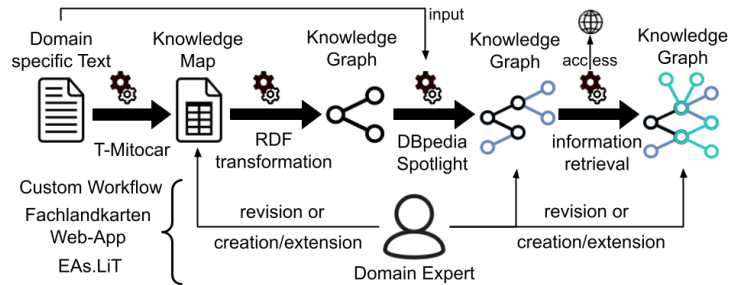 input
Domain
specific Text
Knowledge
Map
Knowledge
Graph
Knowledge
Graph
access
Knowledge
Graph
T-Mitocar
RDF
transformation
DBpedia
Spotlight
information
retrieval
Custom Workflow
Fachlandkarten
Web-App
EAs.LiT
revision or
creation/extension
revision or
creation/extension
Domain Expert